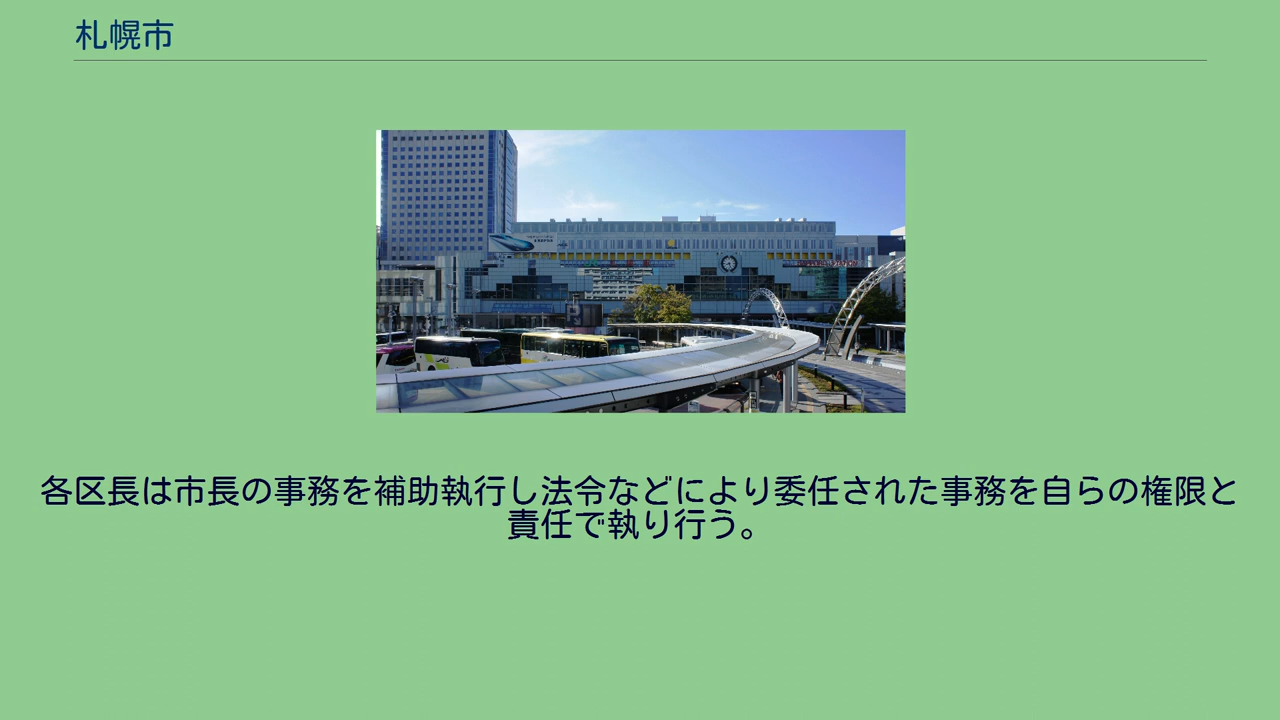 札幌市
各区長は市長の事務を補助執行し法令などにより委任された事務を自らの権限と
責任で執り行う。